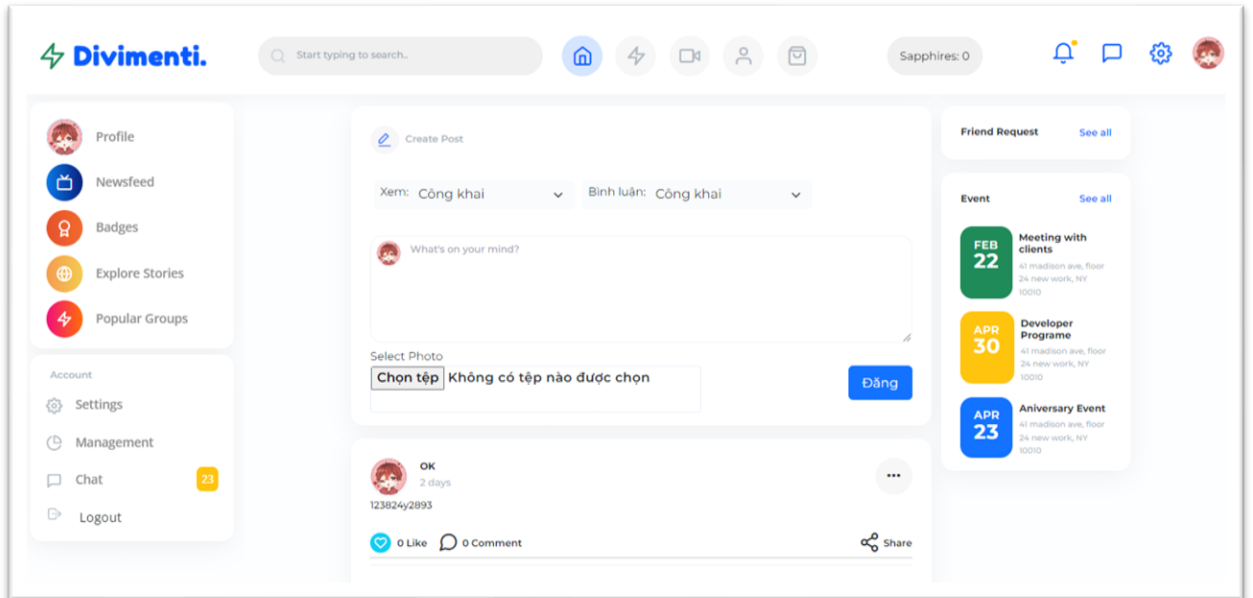 Divimenti.
Start typing to search..
Sapphires: 0
Profile
Newsfeed
Badges
Explore Stories
Popular Groups
Account
Settings
Management
Chat
23
Logout
Create Post
Xem: Công khai
Bình luận: Công khai
What's on your mind?
Select Photo
Chọn tệp Không có tệp nào được chọn
Đăng
OK
2 days
123824y2893
0 Like
0 Comment
Share
Friend Request
See all
Event
See all
FEB
22
Meeting with
clients
41 madison ave, floor
24 new work, NY
10010
APR
30
Developer
Programe
41 madison ave, floor
24 new work, NY
10010
APR
23
Aniversary Event
41 madison ave, floor
24 new work, NY
10010